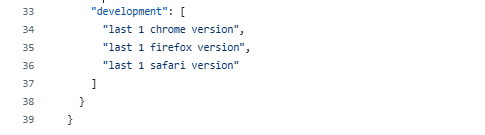 33 "development": [
34 "last 1 chrome version",
35 "last 1 firefox version",
36 "last 1 safari version"
37 ]
38 }
39 }